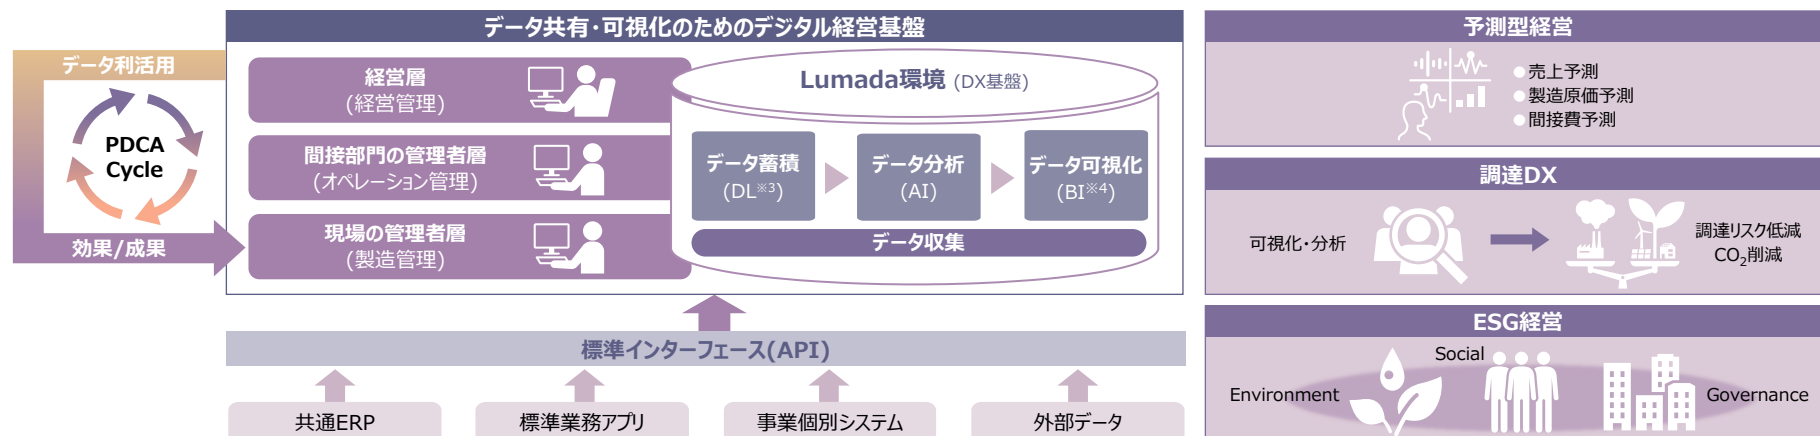 データ共有・可視化のためのデジタル経営基盤
データ利活用
PDCA
Cycle
効果/成果
経営層
(経営管理)
間接部門の管理者層
(オペレーション管理)
現場の管理者層
(製造管理)
Lumada環境 (DX基盤)
データ蓄積
(DL※3)
データ分析
(AI)
データ可視化
(BI※4)
データ収集
標準インターフェース(API)
共通ERP
標準業務アプリ
事業個別システム
外部データ
予測型経営
●売上予測
●製造原価予測
●間接費予測
調達DX
可視化・分析
調達リスク低減
CO2削減
ESG経営
Environment
Social
Governance